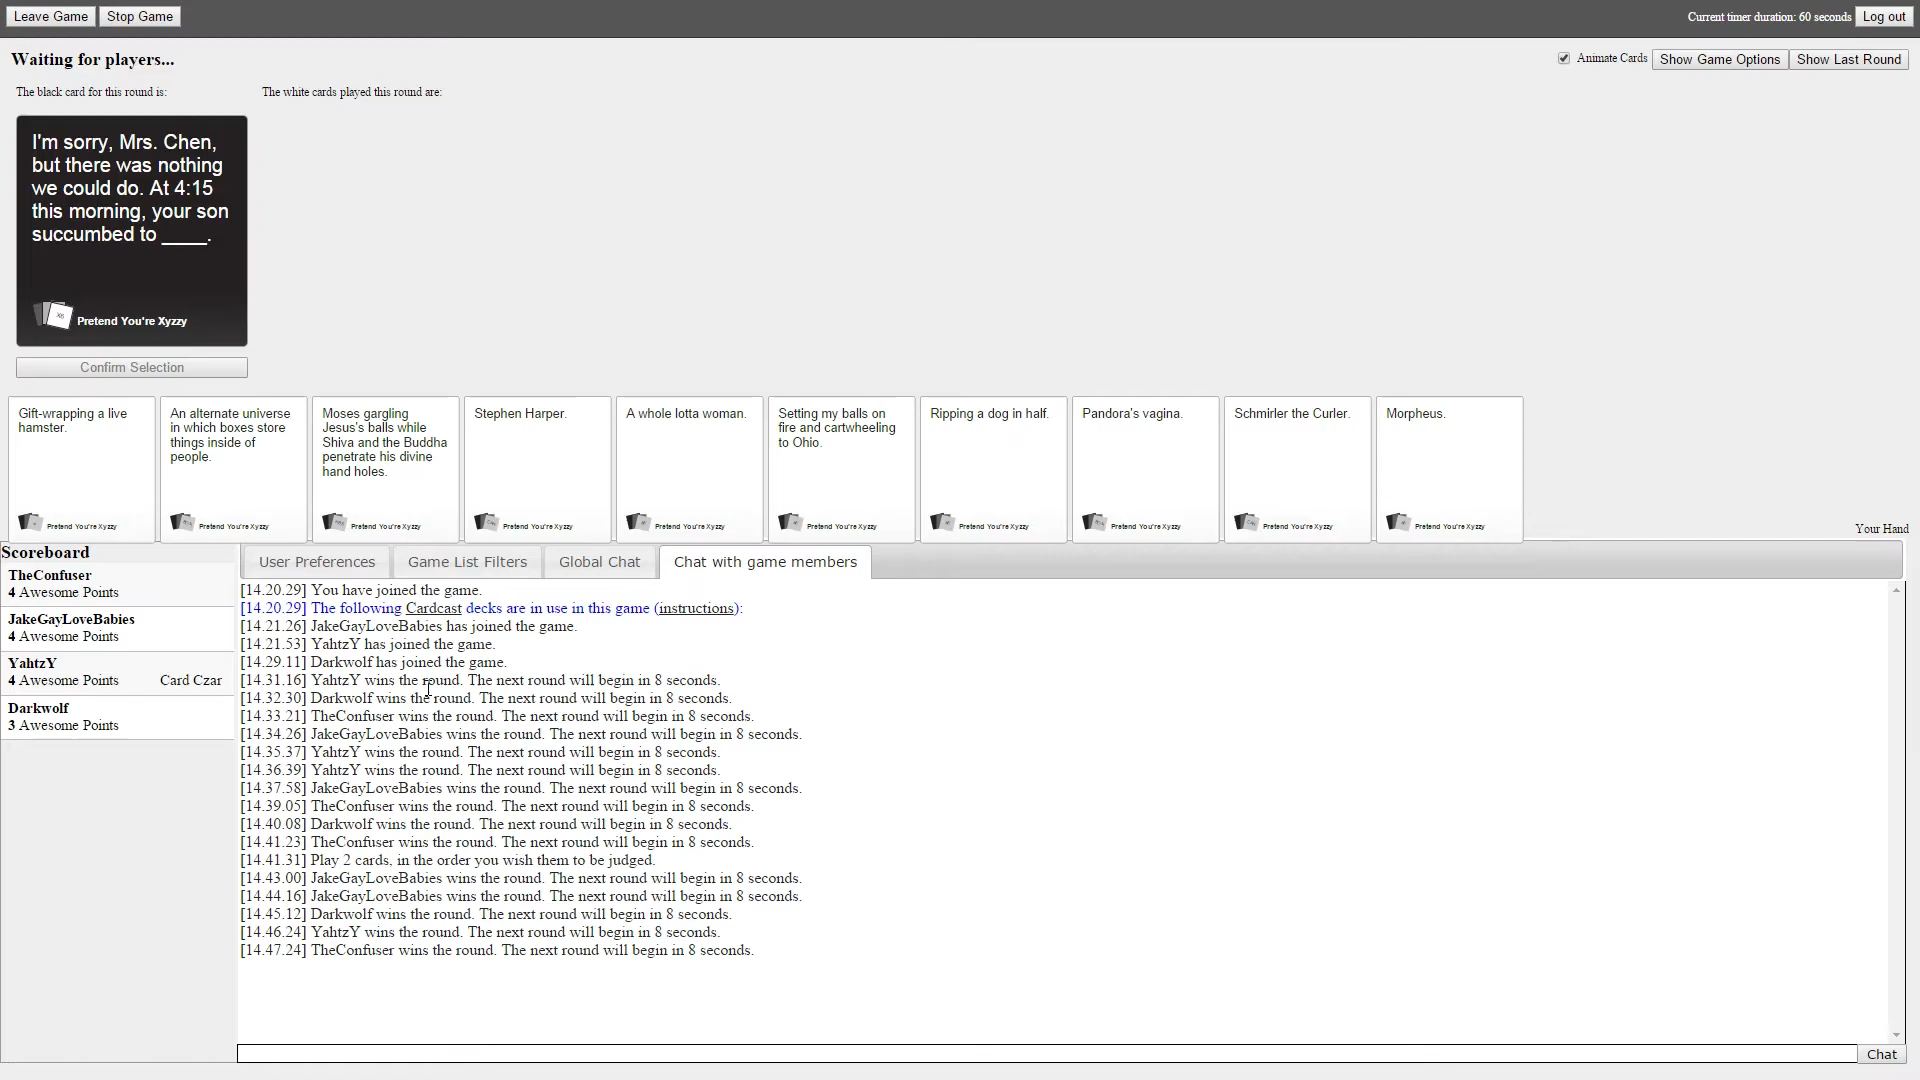 Leave Game
Stop Game
Current timer duration: 60 seconds
Log out
Waiting for players...
Animate Cards
Show Game Options
Show Last Round
The black card for this round is:
The white cards played this round are:
I'm sorry, Mrs. Chen,
but there was nothing
we could do. At 4:15
this morning, your son
succumbed to ____.
Pretend You're Xyzzy
Confirm Selection
Gift-wrapping a live
hamster.
Pretend You're Xyzzy
An alternate universe
in which boxes store
things inside of
people.
Pretend You're Xyzzy
Moses gargling
Jesus's balls while
Shiva and the Buddha
penetrate his divine
hand holes.
Pretend You're Xyzzy
Stephen Harper.
Pretend You're Xyzzy
A whole lotta woman.
Pretend You're Xyzzy
Setting my balls on
fire and cartwheeling
to Ohio.
Pretend You're Xyzzy
Ripping a dog in half.
Pretend You're Xyzzy
Pandora's vagina.
Pretend You're Xyzzy
Schmirler the Curler.
Pretend You're Xyzzy
Morpheus.
Pretend You're Xyzzy
Your Hand
Scoreboard
TheConfuser
4 Awesome Points
JakeGayLoveBabies
4 Awesome Points
YahtzY
4 Awesome Points Card Czar
Darkwolf
3 Awesome Points
User Preferences
Game List Filters
Global Chat
Chat with game members
[14.20.29] You have joined the game.
[14.20.29] The following Cardcast decks are in use in this game (instructions):
[14.21.26] JakeGayLoveBabies has joined the game.
[14.21.53] YahtzY has joined the game.
[14.29.11] Darkwolf has joined the game.
[14.31.16] YahtzY wins the round. The next round will begin in 8 seconds.
[14.32.30] Darkwolf wins the round. The next round will begin in 8 seconds.
[14.33.21] TheConfuser wins the round. The next round will begin in 8 seconds.
[14.34.26] JakeGayLoveBabies wins the round. The next round will begin in 8 seconds.
[14.35.37] YahtzY wins the round. The next round will begin in 8 seconds.
[14.36.39] YahtzY wins the round. The next round will begin in 8 seconds.
[14.37.58] JakeGayLoveBabies wins the round. The next round will begin in 8 seconds.
[14.39.05] TheConfuser wins the round. The next round will begin in 8 seconds.
[14.40.08] Darkwolf wins the round. The next round will begin in 8 seconds.
[14.41.23] TheConfuser wins the round. The next round will begin in 8 seconds.
[14.41.31] Play 2 cards, in the order you wish them to be judged.
[14.43.00] JakeGayLoveBabies wins the round. The next round will begin in 8 seconds.
[14.44.16] JakeGayLoveBabies wins the round. The next round will begin in 8 seconds.
[14.45.12] Darkwolf wins the round. The next round will begin in 8 seconds.
[14.46.24] YahtzY wins the round. The next round will begin in 8 seconds.
[14.47.24] TheConfuser wins the round. The next round will begin in 8 seconds.
Chat